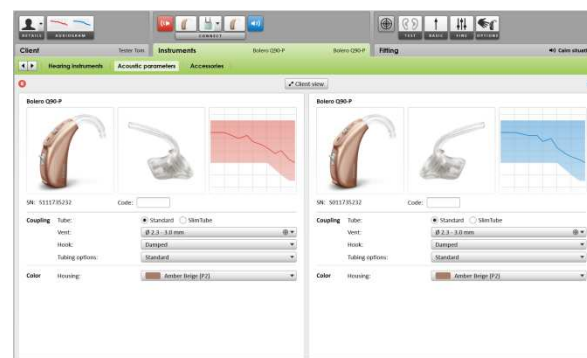 DETAILS AUDIOGRAM CONNECT TEST BASIC FINE OPTIONS
Client Tester Tom Instruments Bolero Q90-P Bolero Q90-P Fitting Calm situat
Hearing instruments Acoustic parameters Accessories
Client view
Bolero Q90-P Bolero Q90-P
SN: 5111735232 Code: SN: 5011735232 Code:
Coupling Tube: Standard SlimTube Coupling Tube: Standard SlimTube
Vent: Ø 2.3 - 3.0 mm Vent: Ø 2.3 - 3.0 mm
Hook: Damped Hook: Damped
Tubing options: Standard Tubing options: Standard
Color Housing: Amber Beige (P2) Color Housing: Amber Beige (P2)